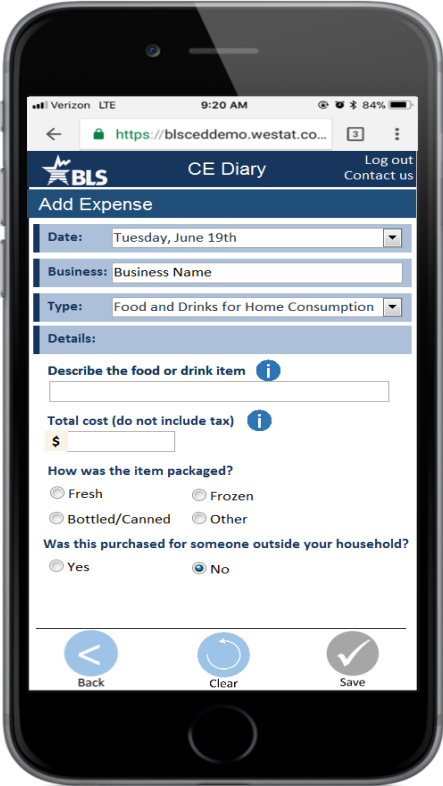 Verizon LTE 9:20 AM 84%
https://blsceddemo.westat.co... 3
BLS CE Diary Log out
Contact us
Add Expense
Date: Tuesday, June 19th
Business: Business Name
Type: Food and Drinks for Home Consumption
Details:
Describe the food or drink item i
Total cost (do not include tax) i
$
How was the item packaged?
Fresh Frozen
Bottled/Canned Other
Was this purchased for someone outside your household?
Yes No
Back Clear Save